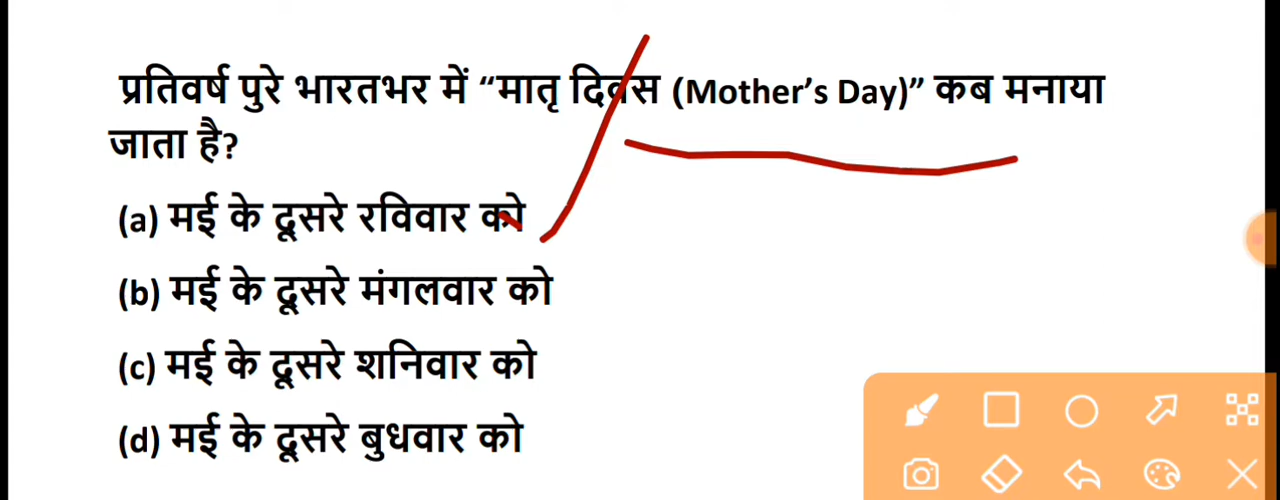 प्रतिवर्ष पुरे भारतभर में “मातृ दिवस (Mother’s Day)” कब मनाया
जाता है?
(a) मई के दूसरे रविवार को
(b) मई के दूसरे मंगलवार को
(c) मई के दूसरे शनिवार को
(d) मई के दूसरे बुधवार को